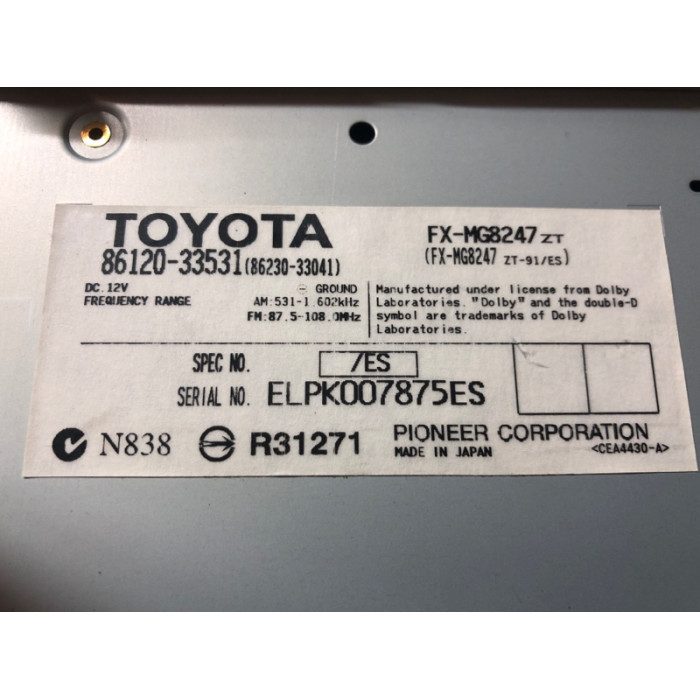 TOYOTA
86120-33531(86230-33041)
FX-MG8247 ZT
(FX-MG8247 ZT-91/ES)
DC. 12V ⊖ GROUND
FREQUENCY RANGE AM:531-1,602kHz
FM:87.5-108.0MHz
Manufactured under license from Dolby
Laboratories. "Dolby" and the double-D
symbol are trademarks of Dolby
Laboratories.
SPEC NO. /ES
SERIAL NO. ELPK007875ES
N838
R31271
PIONEER CORPORATION
MADE IN JAPAN <CEA4430-A>